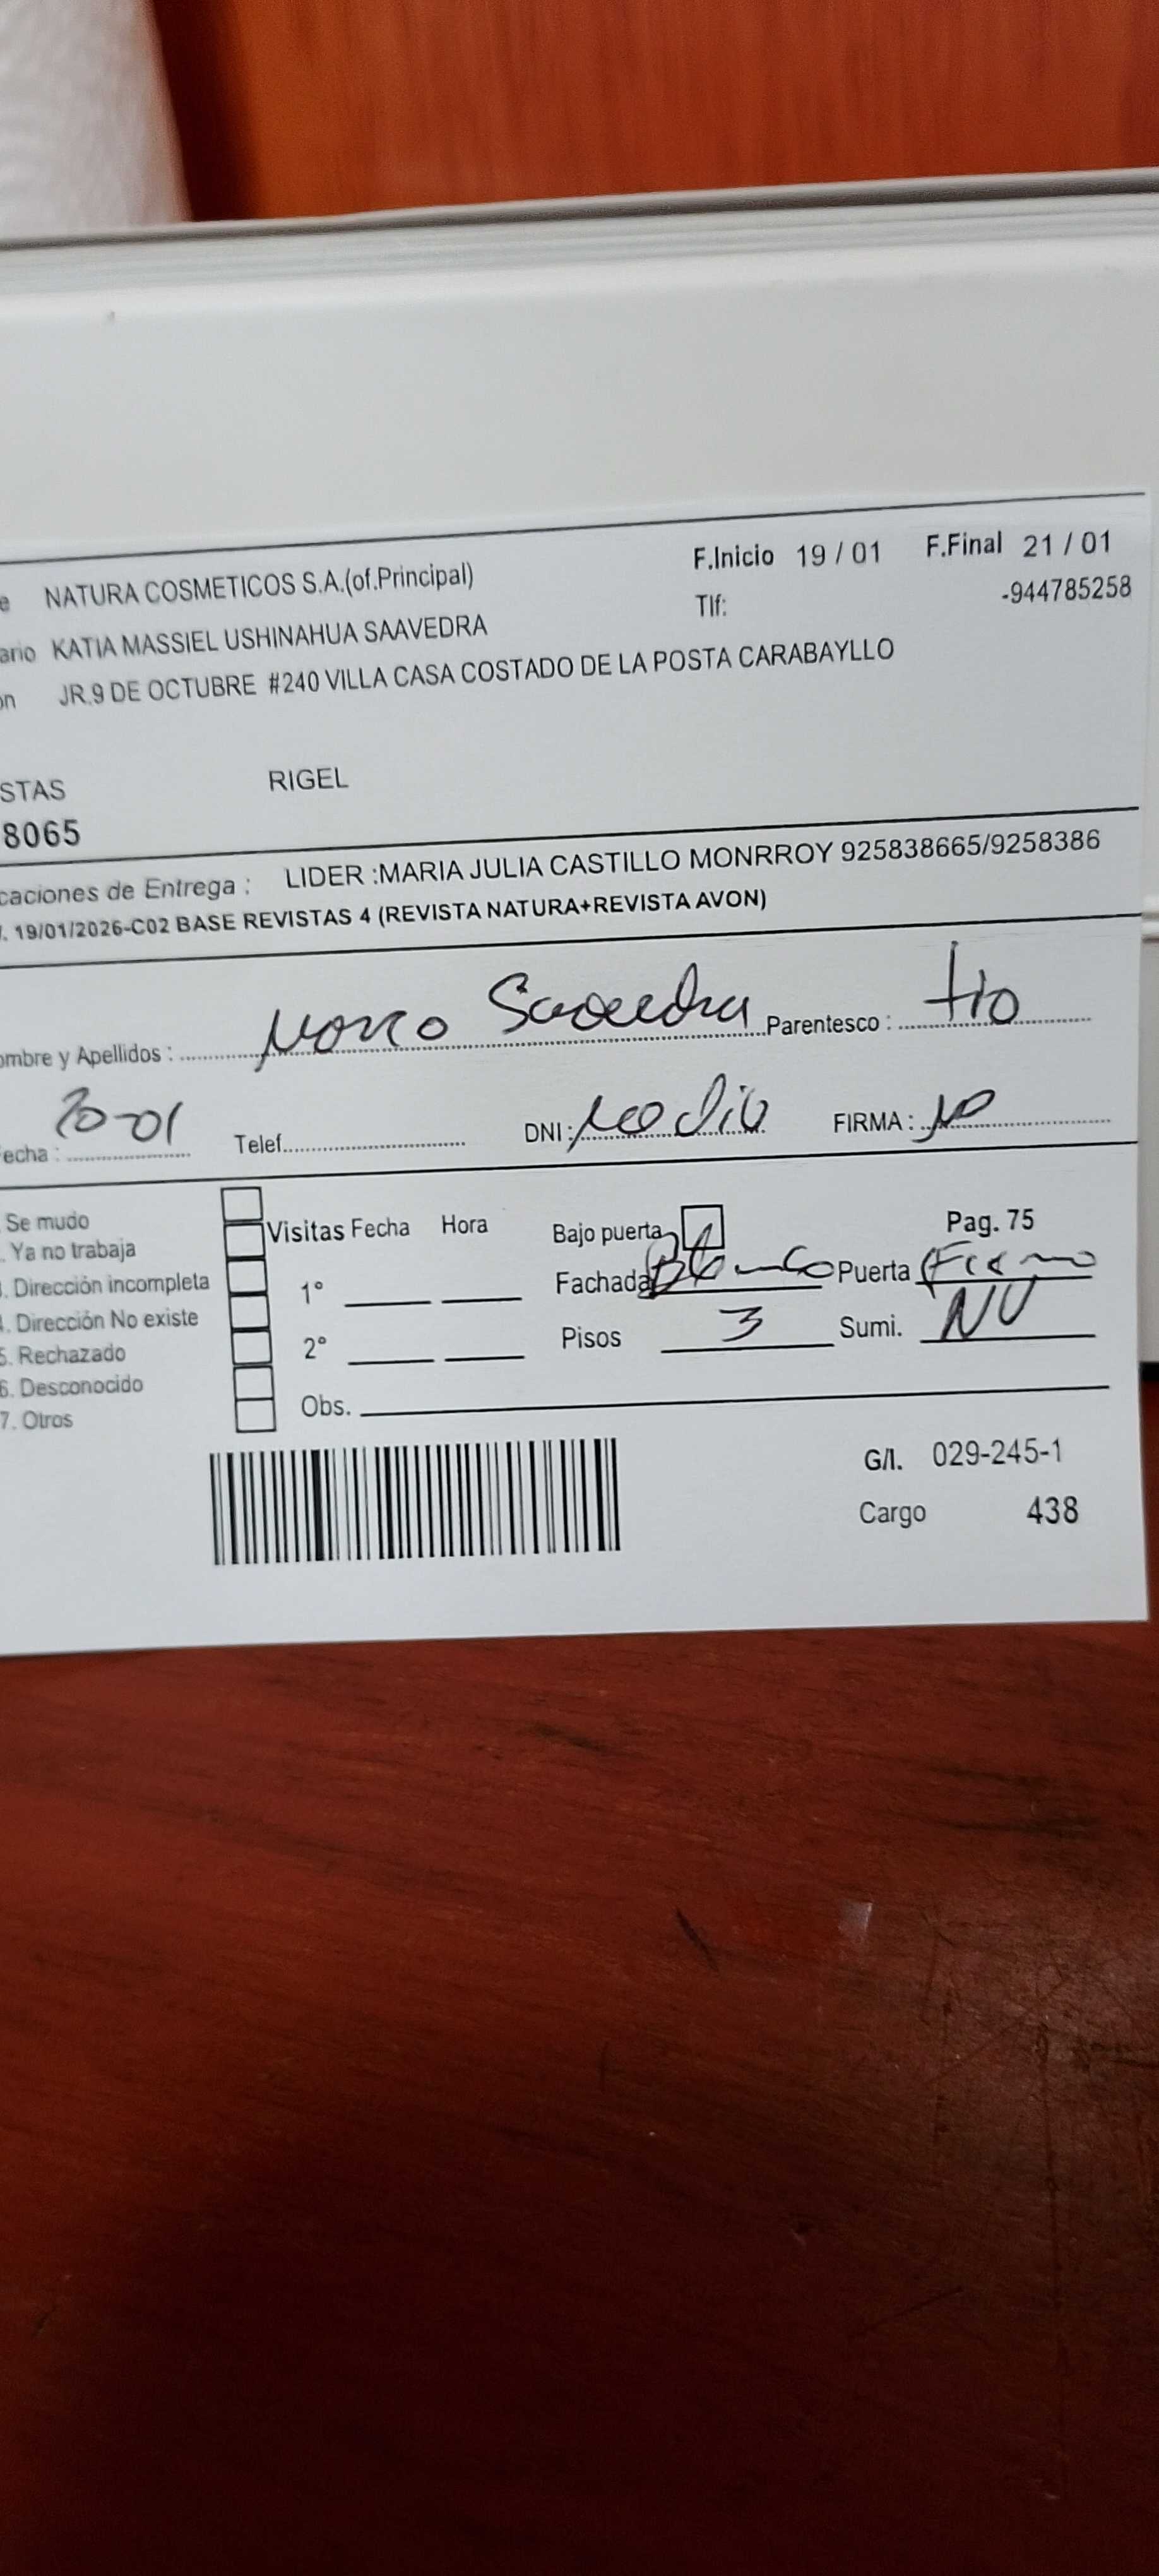 e NATURA COSMETICOS S.A.(of.Principal) F.Inicio 19 / 01 F.Final 21 / 01
ario KATIA MASSIEL USHINAHUA SAAVEDRA Tlf: -944785258
ón JR.9 DE OCTUBRE #240 VILLA CASA COSTADO DE LA POSTA CARABAYLLO
STAS RIGEL
8065
caciones de Entrega : LIDER :MARIA JULIA CASTILLO MONRROY 925838665/9258386
. 19/01/2026-C02 BASE REVISTAS 4 (REVISTA NATURA+REVISTA AVON)
ombre y Apellidos : Saavedra Parentesco : tio
echa : 20-01 Telef. DNI: no dio FIRMA : NO
. Se mudo
. Ya no trabaja
. Dirección incompleta
. Dirección No existe
5. Rechazado
6. Desconocido
7. Otros
Visitas Fecha Hora Bajo puerta Pag. 75
1° Fachada Blanco Puerta
2° Pisos 3 Sumi. NO
Obs.
G/I. 029-245-1
Cargo 438